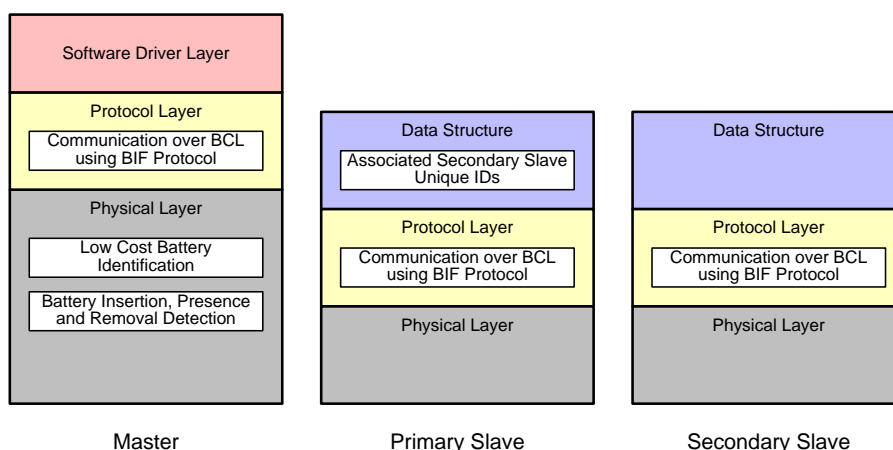 Software Driver Layer
Protocol Layer
Communication over BCL
using BIF Protocol
Physical Layer
Low Cost Battery
Identification
Battery Insertion, Presence
and Removal Detection
Master
Data Structure
Associated Secondary Slave
Unique IDs
Protocol Layer
Communication over BCL
using BIF Protocol
Physical Layer
Primary Slave
Data Structure
Protocol Layer
Communication over BCL
using BIF Protocol
Physical Layer
Secondary Slave